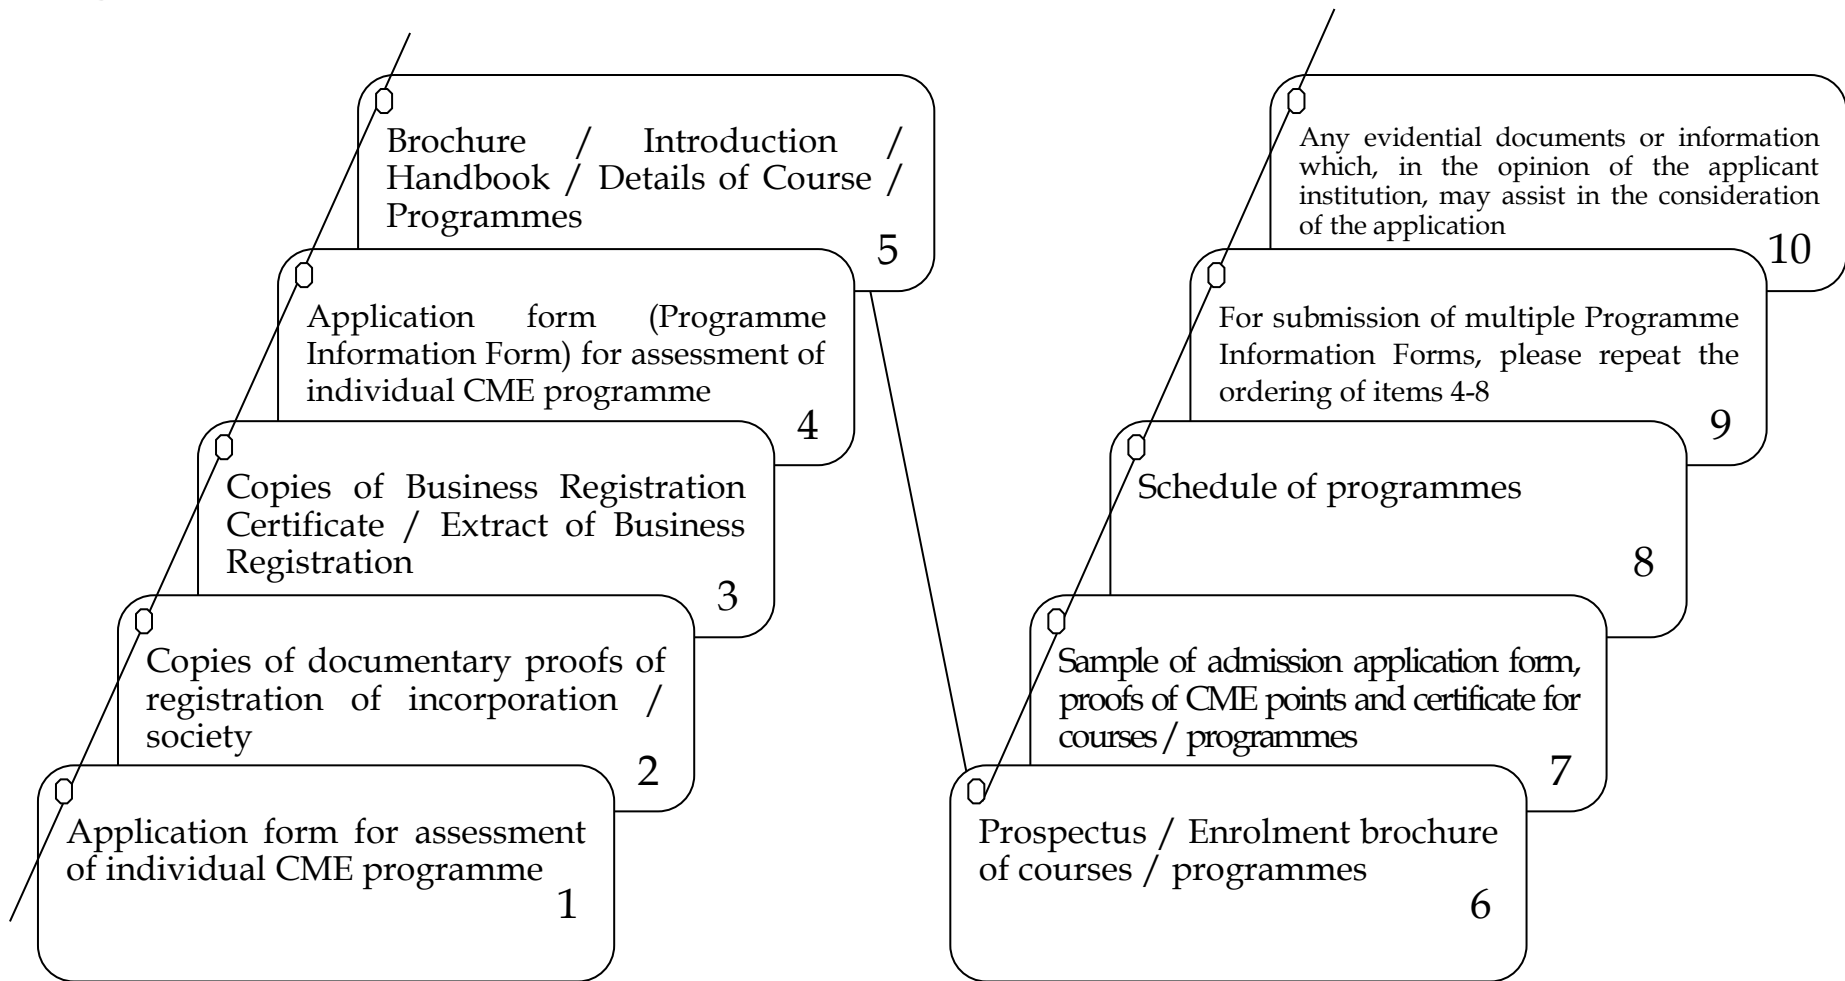 Brochure / Introduction /
Handbook / Details of Course /
Programmes
5
Application form (Programme
Information Form) for assessment of
individual CME programme
4
Copies of Business Registration
Certificate / Extract of Business
Registration
3
Copies of documentary proofs of
registration of incorporation /
society
2
Application form for assessment
of individual CME programme
1
Any evidential documents or information
which, in the opinion of the applicant
institution, may assist in the consideration
of the application
10
For submission of multiple Programme
Information Forms, please repeat the
ordering of items 4-8
9
Schedule of programmes
8
Sample of admission application form,
proofs of CME points and certificate for
courses / programmes
7
Prospectus / Enrolment brochure
of courses / programmes
6